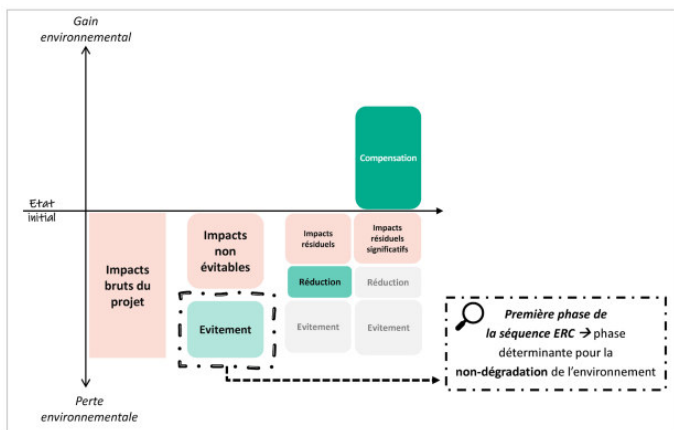 Gain
environnemental
Compensation
Etat
initial
Impacts
bruts du
projet
Impacts
non
évitables
Evitement
Impacts
résiduels
Réduction
Evitement
Impacts
résiduels
significatifs
Réduction
Evitement
Première phase de
la séquence ERC → phase
déterminante pour la
non-dégradation de l'environnement
Perte
environnementale